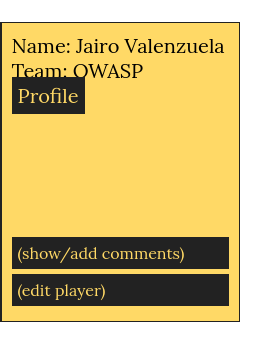 Name: Jairo Valenzuela
Team: OWASP
Profile
(show/add comments)
(edit player)